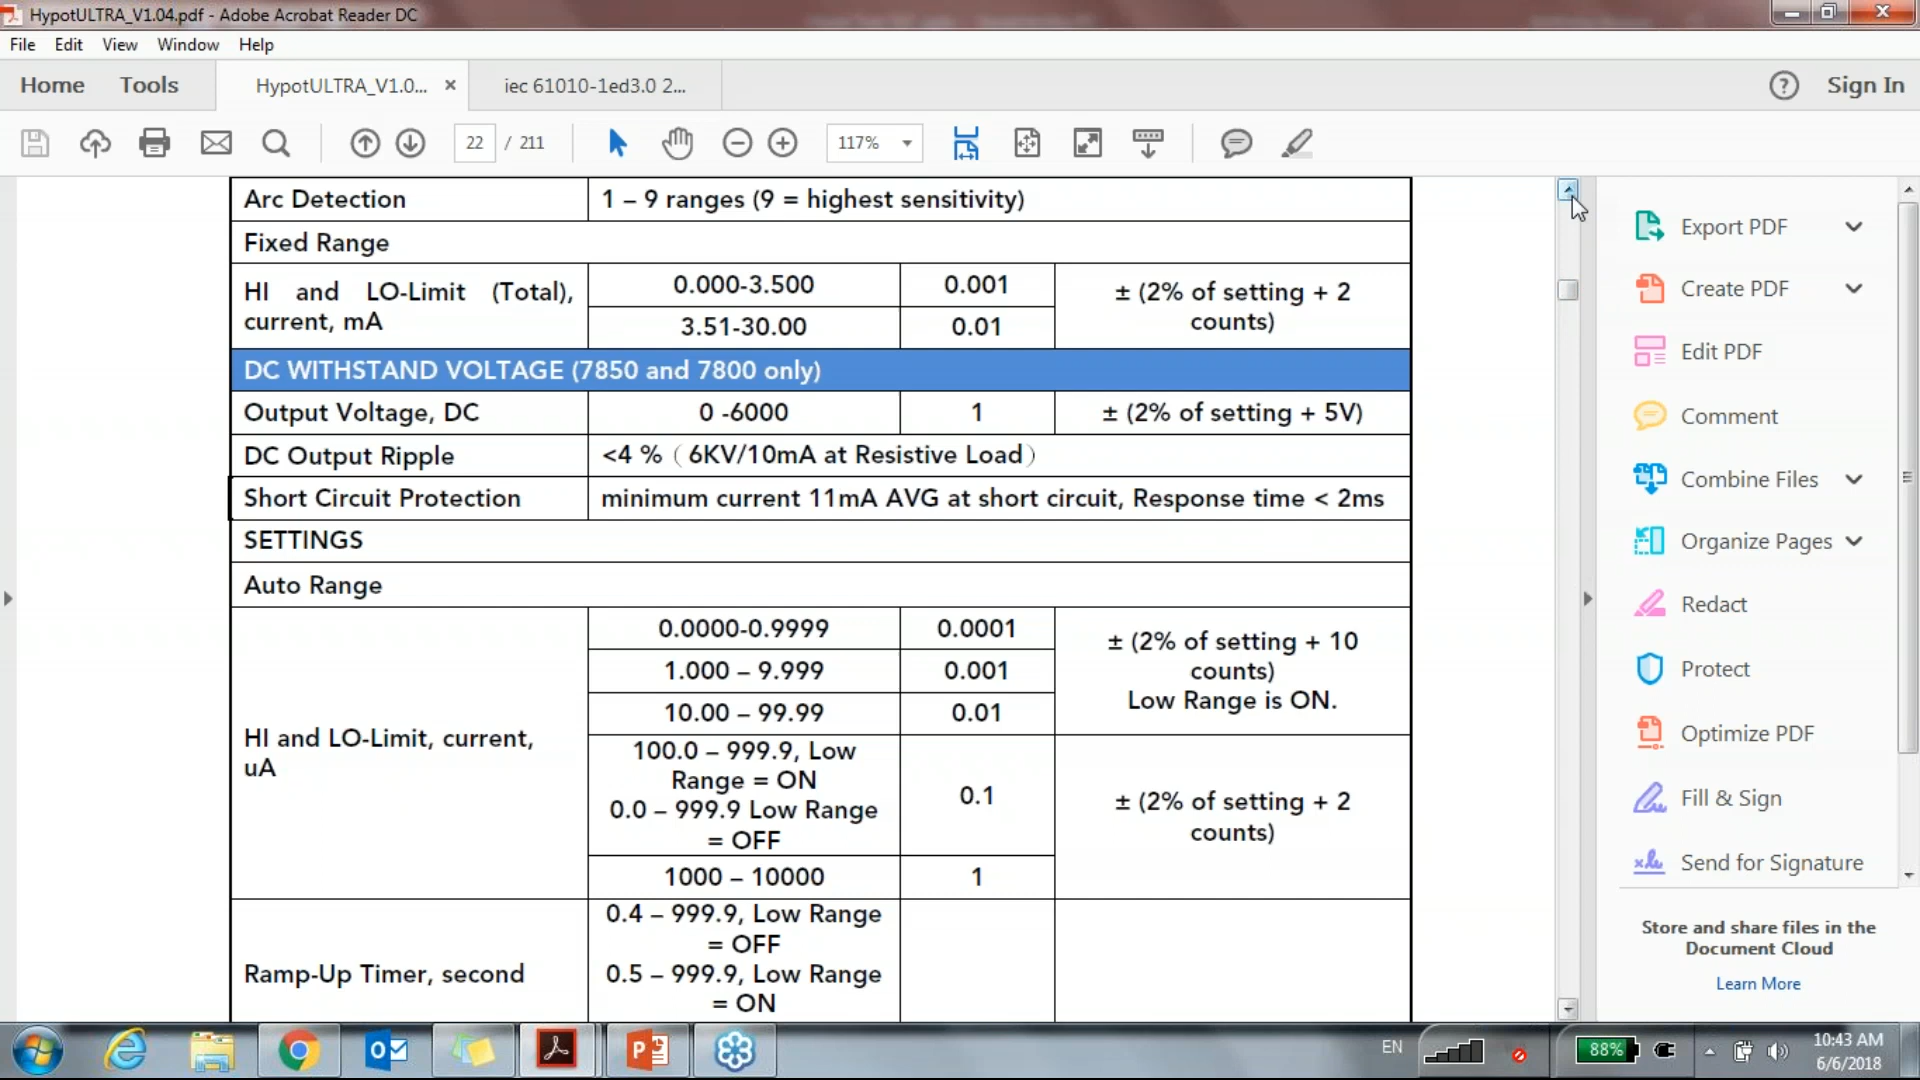 HypotULTRA_V1.04.pdf - Adobe Acrobat Reader DC
File Edit View Window Help
Home Tools HypotULTRA_V1.0... × iec 61010-1ed3.0 2... ? Sign In
22 / 211 117%
Arc Detection 1 – 9 ranges (9 = highest sensitivity)
Fixed Range
HI and LO-Limit (Total), current, mA
0.000-3.500 0.001
3.51-30.00 0.01
± (2% of setting + 2
counts)
DC WITHSTAND VOLTAGE (7850 and 7800 only)
Output Voltage, DC 0 -6000 1 ± (2% of setting + 5V)
DC Output Ripple <4 %（6KV/10mA at Resistive Load）
Short Circuit Protection minimum current 11mA AVG at short circuit, Response time < 2ms
SETTINGS
Auto Range
HI and LO-Limit, current,
uA
0.0000-0.9999 0.0001
1.000 – 9.999 0.001
10.00 – 99.99 0.01
± (2% of setting + 10
counts)
Low Range is ON.
100.0 – 999.9, Low
Range = ON
0.0 – 999.9 Low Range
= OFF
0.1
1000 – 10000 1
± (2% of setting + 2
counts)
Ramp-Up Timer, second
0.4 – 999.9, Low Range
= OFF
0.5 – 999.9, Low Range
= ON
Export PDF
Create PDF
Edit PDF
Comment
Combine Files
Organize Pages
Redact
Protect
Optimize PDF
Fill & Sign
Send for Signature
Store and share files in the
Document Cloud
Learn More
EN 88% 10:43 AM
6/6/2018